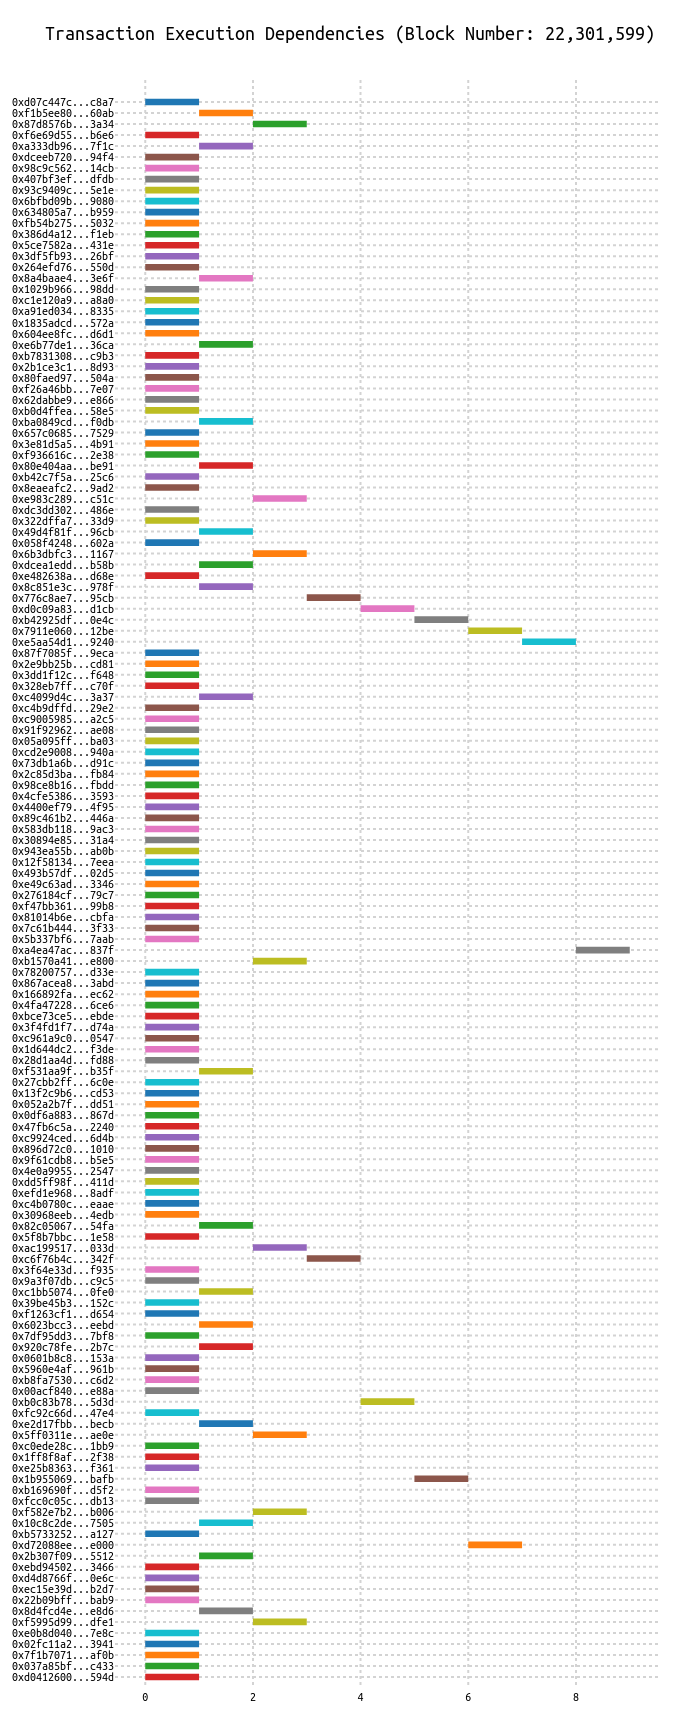 Transaction Execution Dependencies (Block Number: 22,301,599)
0xd07c447c...c8a7
0xf1b5ee80...60ab
0x87d8576b...3a34
0xf6e69d55...b6e6
0xa333db96...7f1c
0xdceeb720...94f4
0x98c9c562...14cb
0x407bf3ef...dfdb
0x93c9409c...5e1e
0x6bfbd09b...9080
0x634805a7...b959
0xfb54b275...5032
0x386d4a12...f1eb
0x5ce7582a...431e
0x3df5fb93...26bf
0x264efd76...550d
0x8a4baae4...3e6f
0x1029b966...98dd
0xc1e120a9...a8a0
0xa91ed034...8335
0x1835adcd...572a
0x604ee8fc...d6d1
0xe6b77de1...36ca
0xb7831308...c9b3
0x2b1ce3c1...8d93
0x80faed97...504a
0xf26a46bb...7e07
0x62dabbe9...e866
0xb0d4ffea...58e5
0xba0849cd...f0db
0x657c0685...7529
0x3e81d5a5...4b91
0xf936616c...2e38
0x80e404aa...be91
0xb42c7f5a...25c6
0x8eaeafc2...9ad2
0xe983c289...c51c
0xdc3dd302...486e
0x322dffa7...33d9
0x49d4f81f...96cb
0x058f4248...602a
0x6b3dbfc3...1167
0xdcea1edd...b58b
0xe482638a...d68e
0x8c851e3c...978f
0x776c8ae7...95cb
0xd0c09a83...d1cb
0xb42925df...0e4c
0x7911e060...12be
0xe5aa54d1...9240
0x87f7085f...9eca
0x2e9bb25b...cd81
0x3dd1f12c...f648
0x328eb7ff...c70f
0xc4099d4c...3a37
0xc4b9dffd...29e2
0xc9005985...a2c5
0x91f92962...ae08
0x05a095ff...ba03
0xcd2e9008...940a
0x73db1a6b...d91c
0x2c85d3ba...fb84
0x98ce8b16...fbdd
0x4cfe5386...3593
0x4400ef79...4f95
0x89c461b2...446a
0x583db118...9ac3
0x30894e85...31a4
0x943ea55b...ab0b
0x12f58134...7eea
0x493b57df...02d5
0xe49c63ad...3346
0x276184cf...79c7
0xf47bb361...99b8
0x81014b6e...cbfa
0x7c61b444...3f33
0x5b337bf6...7aab
0xa4ea47ac...837f
0xb1570a41...e800
0x78200757...d33e
0x867acea8...3abd
0x166892fa...ec62
0x4fa47228...6ce6
0xbce73ce5...ebde
0x3f4fd1f7...d74a
0xc961a9c0...0547
0x1d644dc2...f3de
0x28d1aa4d...fd88
0xf531aa9f...b35f
0x27cbb2ff...6c0e
0x13f2c9b6...cd53
0x052a2b7f...dd51
0x0df6a883...867d
0x47fb6c5a...2240
0xc9924ced...6d4b
0x896d72c0...1010
0x9f61cdb8...b5e5
0x4e0a9955...2547
0xdd5ff98f...411d
0xefd1e968...8adf
0xc4b0780c...eaae
0x30968eeb...4edb
0x82c05067...54fa
0x5f8b7bbc...1e58
0xac199517...033d
0xc6f76b4c...342f
0x3f64e33d...f935
0x9a3f07db...c9c5
0xc1bb5074...0fe0
0x39be45b3...152c
0xf1263cf1...d654
0x6023bcc3...eebd
0x7df95dd3...7bf8
0x920c78fe...2b7c
0x0601b8c8...153a
0x5960e4af...961b
0xb8fa7530...c6d2
0x00acf840...e88a
0xb0c83b78...5d3d
0xfc92c66d...47e4
0xe2d17fbb...becb
0x5ff0311e...ae0e
0xc0ede28c...1bb9
0x1ff8f8af...2f38
0xe25b8363...f361
0x1b955069...bafb
0xb169690f...d5f2
0xfcc0c05c...db13
0xf582e7b2...b006
0x10c8c2de...7505
0xb5733252...a127
0xd72088ee...e000
0x2b307f09...5512
0xebd94502...3466
0xd4d8766f...0e6c
0xec15e39d...b2d7
0x22b09bff...bab9
0x8d4fcd4e...e8d6
0xf5995d99...dfe1
0xe0b8d040...7e8c
0x02fc11a2...3941
0x7f1b7071...af0b
0x037a85bf...c433
0xd0412600...594d
0 2 4 6 8